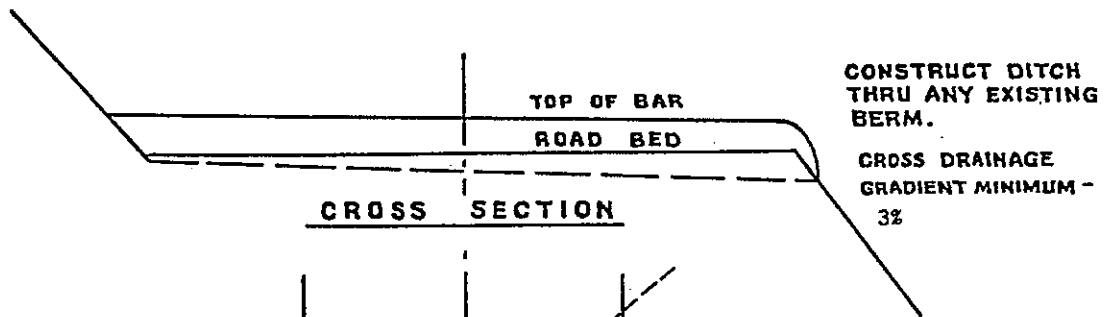 TOP OF BAR
ROAD BED
CROSS SECTION
CONSTRUCT DITCH
THRU ANY EXISTING
BERM.
CROSS DRAINAGE
GRADIENT MINIMUM -
3%